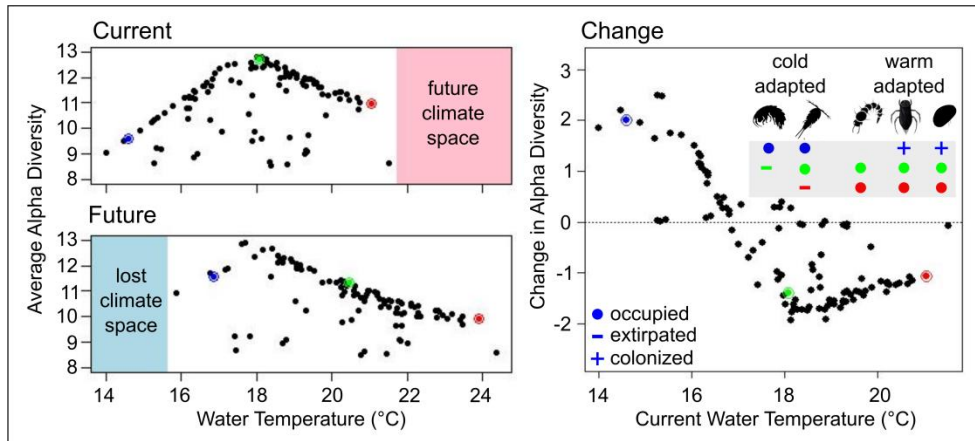 Current
Average Alpha Diversity
13
12
11
10
9
8
future
climate
space
Future
13
12
11
10
9
8
lost
climate
space
14
16
18
20
22
24
Water Temperature (°C)
Change
Change in Alpha Diversity
3
2
1
0
-1
-2
cold
adapted
warm
adapted
occupied
extirpated
colonized
14
16
18
20
Current Water Temperature (°C)